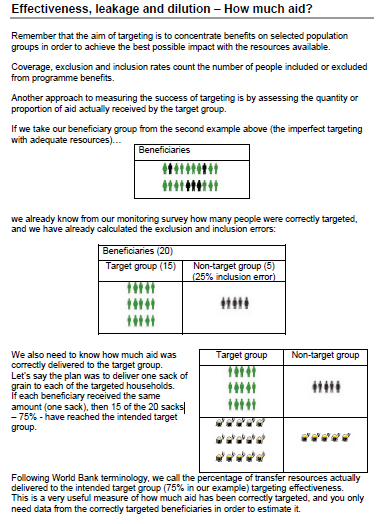 Effectiveness, leakage and dilution – How much aid?
Remember that the aim of targeting is to concentrate benefits on selected population
groups in order to achieve the best possible impact with the resources available.
Coverage, exclusion and inclusion rates count the number of people included or excluded
from programme benefits.
Another approach to measuring the success of targeting is by assessing the quantity or
proportion of aid actually received by the target group.
If we take our beneficiary group from the second example above (the imperfect targeting
with adequate resources)…
Beneficiaries
we already know from our monitoring survey how many people were correctly targeted,
and we have already calculated the exclusion and inclusion errors:
Beneficiaries (20)
Target group (15) Non-target group (5)
(25% inclusion error)
We also need to know how much aid was
correctly delivered to the target group.
Let's say the plan was to deliver one sack of
grain to each of the targeted households.
If each beneficiary received the same
amount (one sack), then 15 of the 20 sacks
– 75% - have reached the intended target
group.
Target group Non-target group
Following World Bank terminology, we call the percentage of transfer resources actually
delivered to the intended target group (75% in our example) targeting effectiveness.
This is a very useful measure of how much aid has been correctly targeted, and you only
need data from the correctly targeted beneficiaries in order to estimate it.